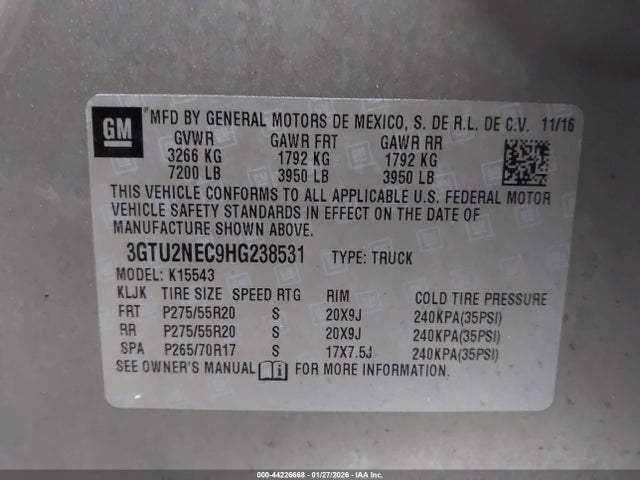 GM
MFD BY GENERAL MOTORS DE MEXICO, S. DE R.L. DE C.V. 11/16
GVWR GAWR FRT GAWR RR
3266 KG 1792 KG 1792 KG
7200 LB 3950 LB 3950 LB
THIS VEHICLE CONFORMS TO ALL APPLICABLE U.S. FEDERAL MOTOR
VEHICLE SAFETY STANDARDS IN EFFECT ON THE DATE OF
MANUFACTURE SHOWN ABOVE.
3GTU2NEC9HG238531 TYPE: TRUCK
MODEL: K15543
KLJK TIRE SIZE SPEED RTG RIM COLD TIRE PRESSURE
FRT P275/55R20 S 20X9J 240KPA(35PSI)
RR P275/55R20 S 20X9J 240KPA(35PSI)
SPA P265/70R17 S 17X7.5J 240KPA(35PSI)
SEE OWNER'S MANUAL FOR MORE INFORMATION.
000-44226668 - 01/27/2026 - IAA, Inc.